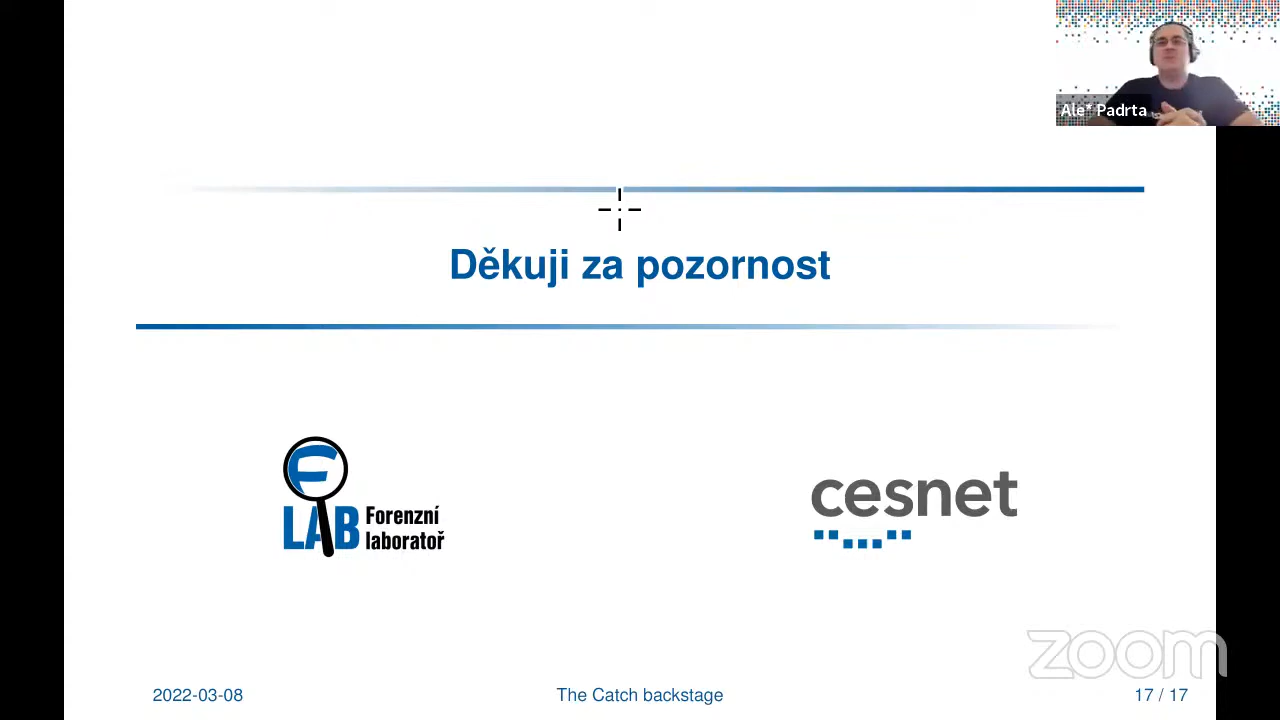 Ale* Padrta
Děkuji za pozornost
F
LAB
Forenzní
laboratoř
cesnet
zoom
2022-03-08
The Catch backstage
17 / 17